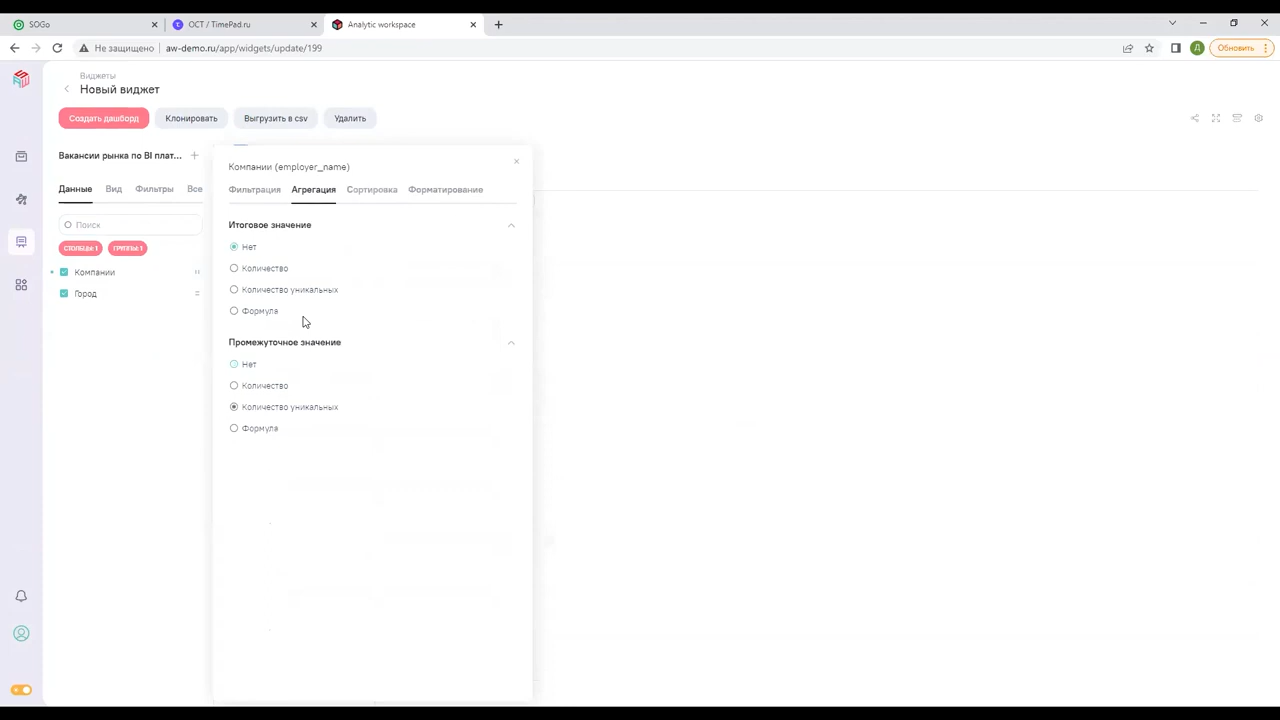 SOGo
ОСТ / TimePad.ru
Analytic workspace
Не защищено
aw-demo.ru/app/widgets/update/199
Д
Обновить
Виджеты
Новый виджет
Создать дашборд
Клонировать
Выгрузить в csv
Удалить
Вакансии рынка по BI плат...
Данные
Вид
Фильтры
Все
Поиск
СТОЛБЦЫ: 1
ГРУППЫ: 1
Компании
Город
Компании (employer_name)
Фильтрация
Агрегация
Сортировка
Форматирование
Итоговое значение
Нет
Количество
Количество уникальных
Формула
Промежуточное значение
Нет
Количество
Количество уникальных
Формула